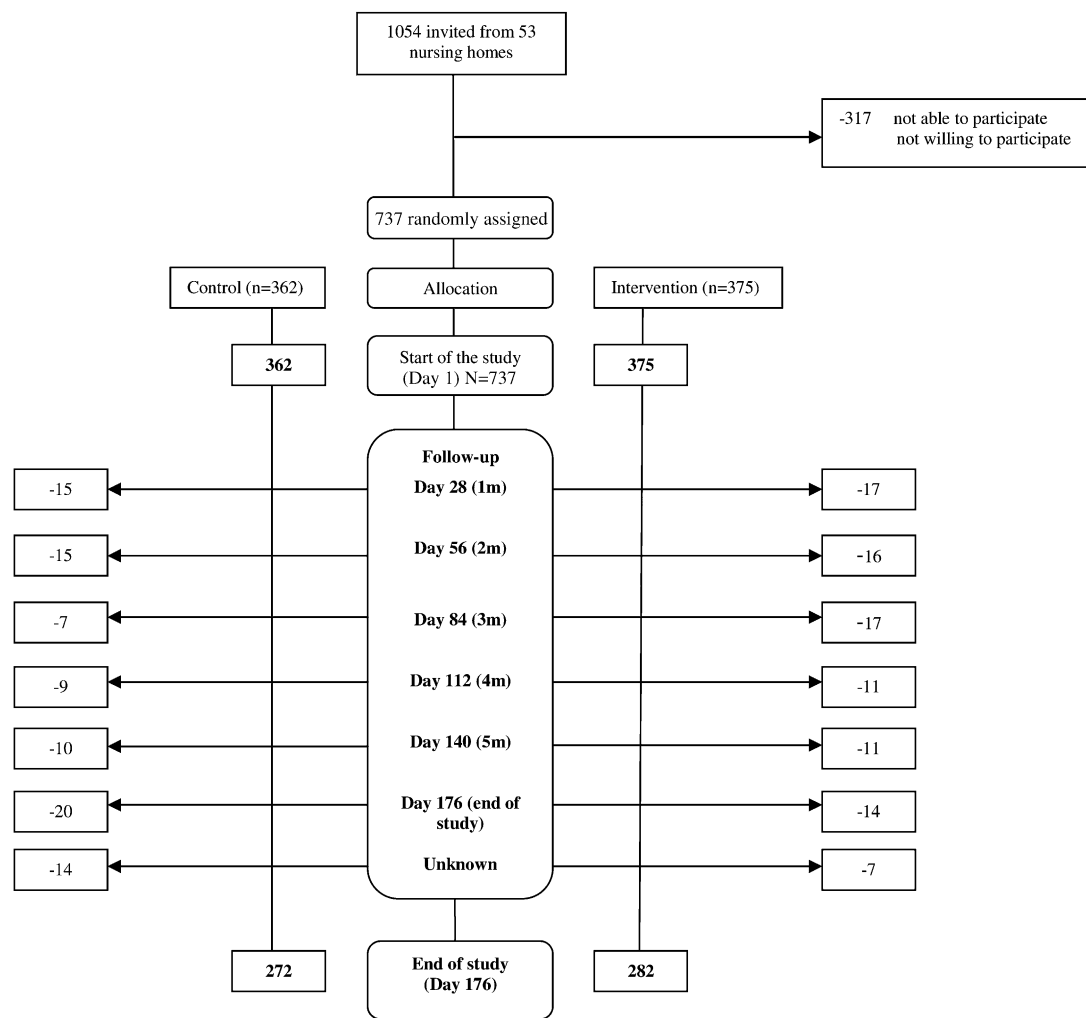 1054 invited from 53
nursing homes
-317 not able to participate
not willing to participate
737 randomly assigned
Control (n=362)
Allocation
Intervention (n=375)
362
Start of the study
(Day 1) N=737
375
Follow-up
-15
Day 28 (1m)
-17
-15
Day 56 (2m)
-16
-7
Day 84 (3m)
-17
-9
Day 112 (4m)
-11
-10
Day 140 (5m)
-11
-20
Day 176 (end of
study)
-14
-14
Unknown
-7
272
End of study
(Day 176)
282